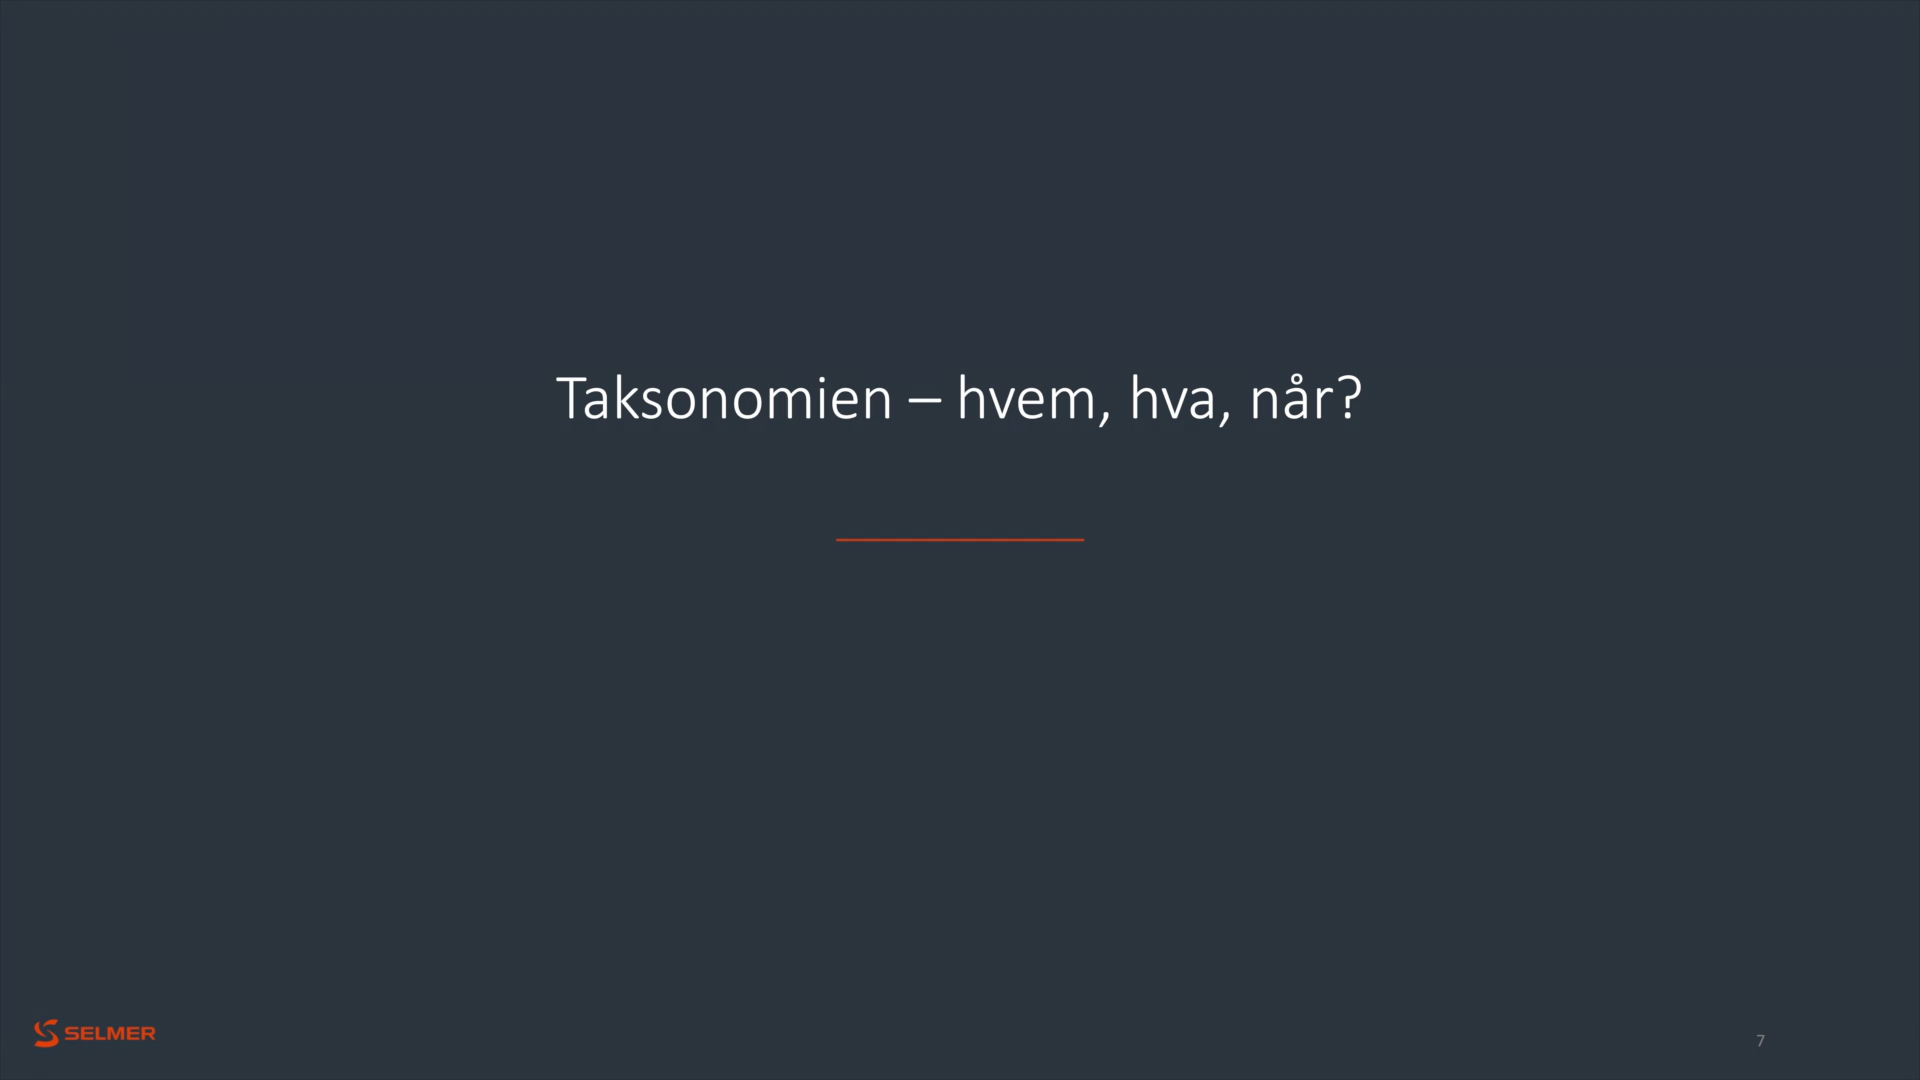 Taksonomien – hvem, hva, når?
SELMER
7